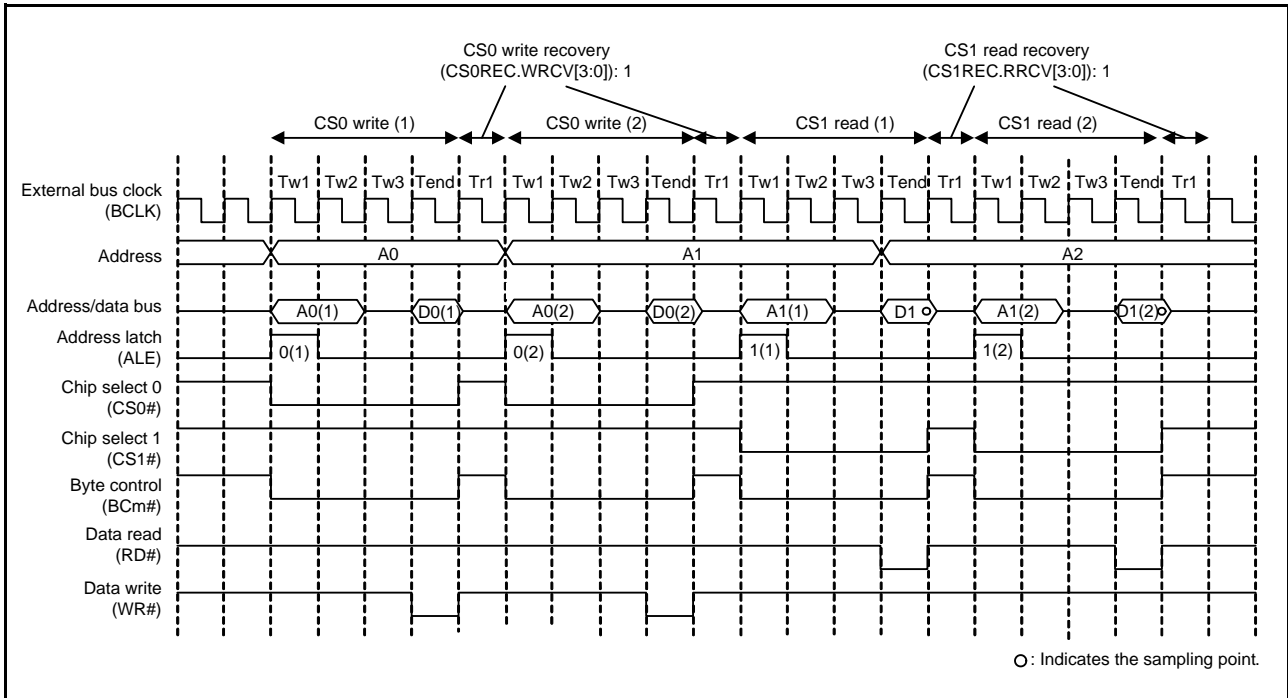 CS0 write recovery
(CS0REC.WRCV[3:0]): 1
CS1 read recovery
(CS1REC.RRCV[3:0]): 1
CS0 write (1)
CS0 write (2)
CS1 read (1)
CS1 read (2)
External bus clock
(BCLK)
Tw1 Tw2 Tw3 Tend Tr1 Tw1 Tw2 Tw3 Tend Tr1 Tw1 Tw2 Tw3 Tend Tr1 Tw1 Tw2 Tw3 Tend Tr1
Address
A0 A1 A2
Address/data bus
A0(1) D0(1) A0(2) D0(2) A1(1) D1 A1(2) D1(2)
Address latch
(ALE)
0(1) 0(2) 1(1) 1(2)
Chip select 0
(CS0#)
Chip select 1
(CS1#)
Byte control
(BCm#)
Data read
(RD#)
Data write
(WR#)
: Indicates the sampling point.